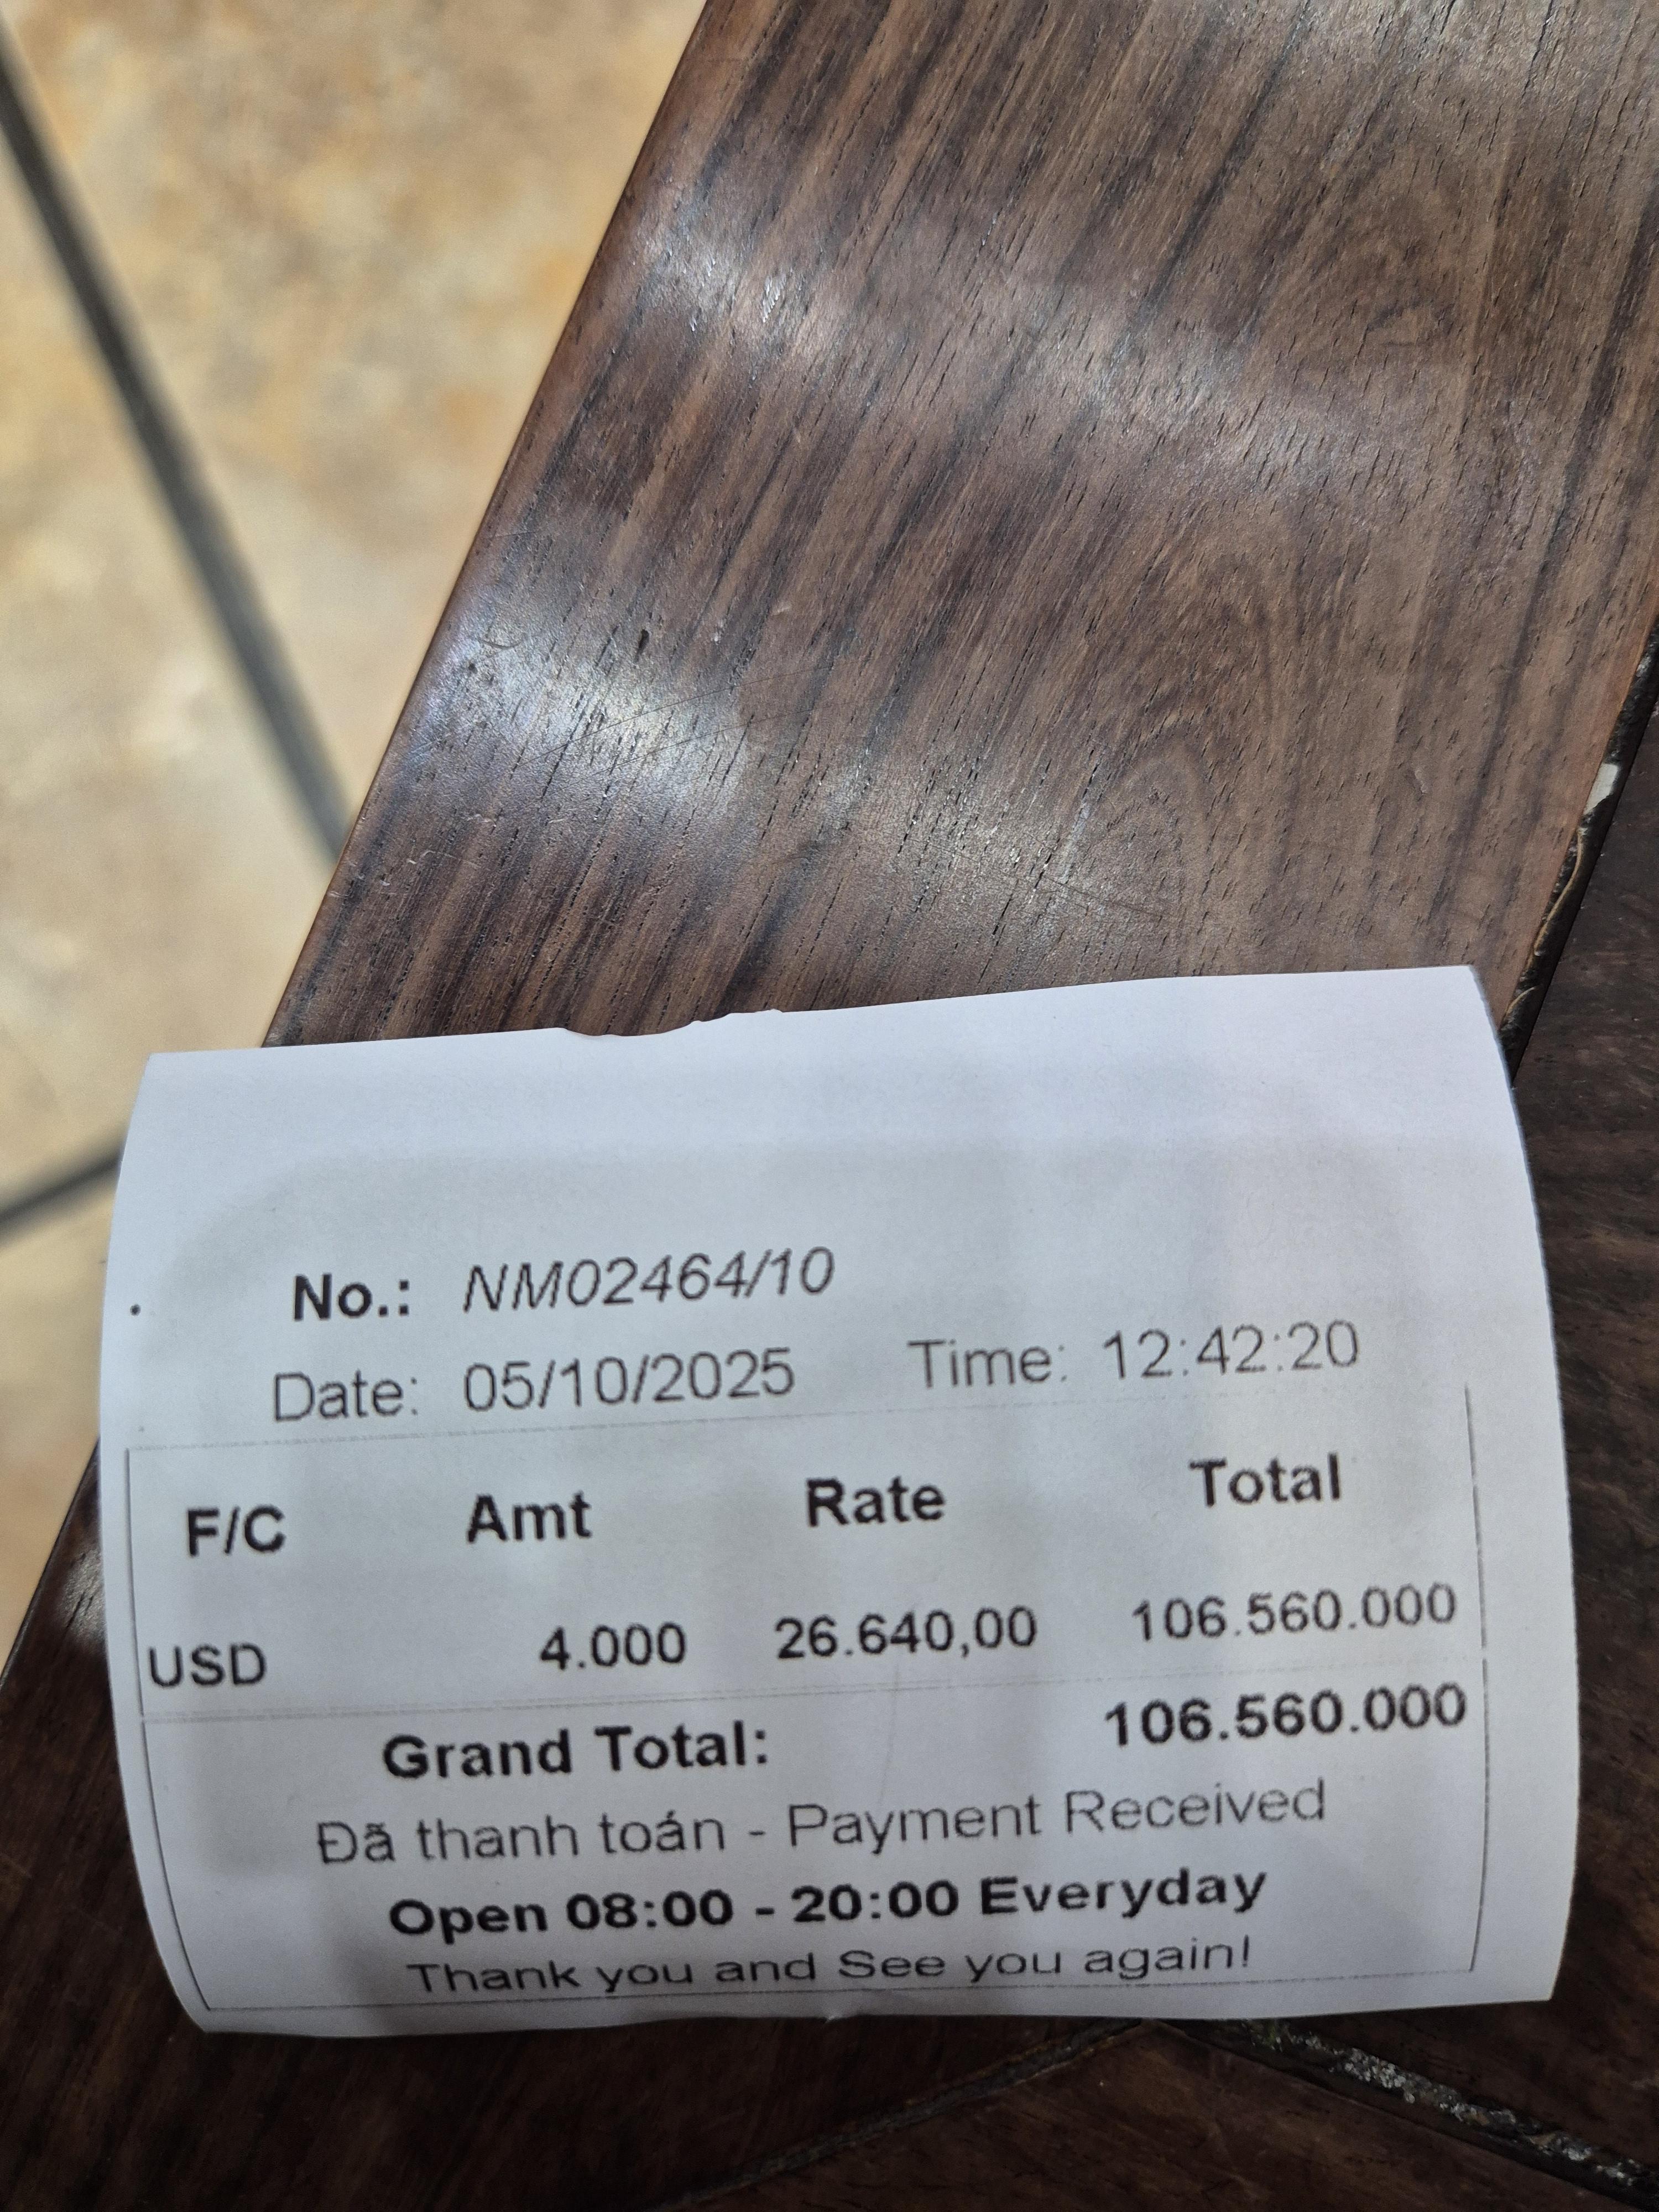 No.: NM02464/10
Date: 05/10/2025 Time: 12:42:20
F/C Amt Rate Total
USD 4.000 26.640,00 106.560.000
Grand Total: 106.560.000
Đã thanh toán - Payment Received
Open 08:00 - 20:00 Everyday
Thank you and See you again!